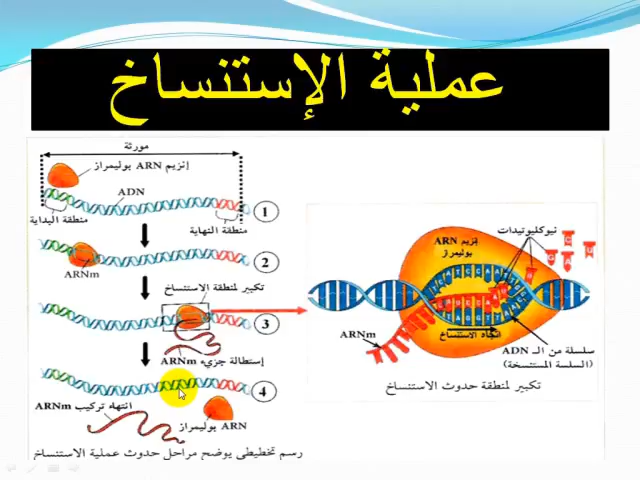 عملية الإستنساخ
مورثة
إنزيم ARN بوليمراز
ADN
منطقة البداية
منطقة النهاية
1
ARNm
2
تكبير لمنطقة الاستنساخ
3
إستطالة جزيء ARNm
4
انتهاء تركيب ARNm
ARN بوليمراز
رسم تخطيطي يوضح مراحل حدوث عملية الاستنساخ
نيوكليوتيدات
إنزيم ARN
بوليمراز
ARNm
اتجاه الاستنساخ
سلسلة من الـ ADN
(السلسة المستنسخة)
تكبير لمنطقة حدوث الاستنساخ